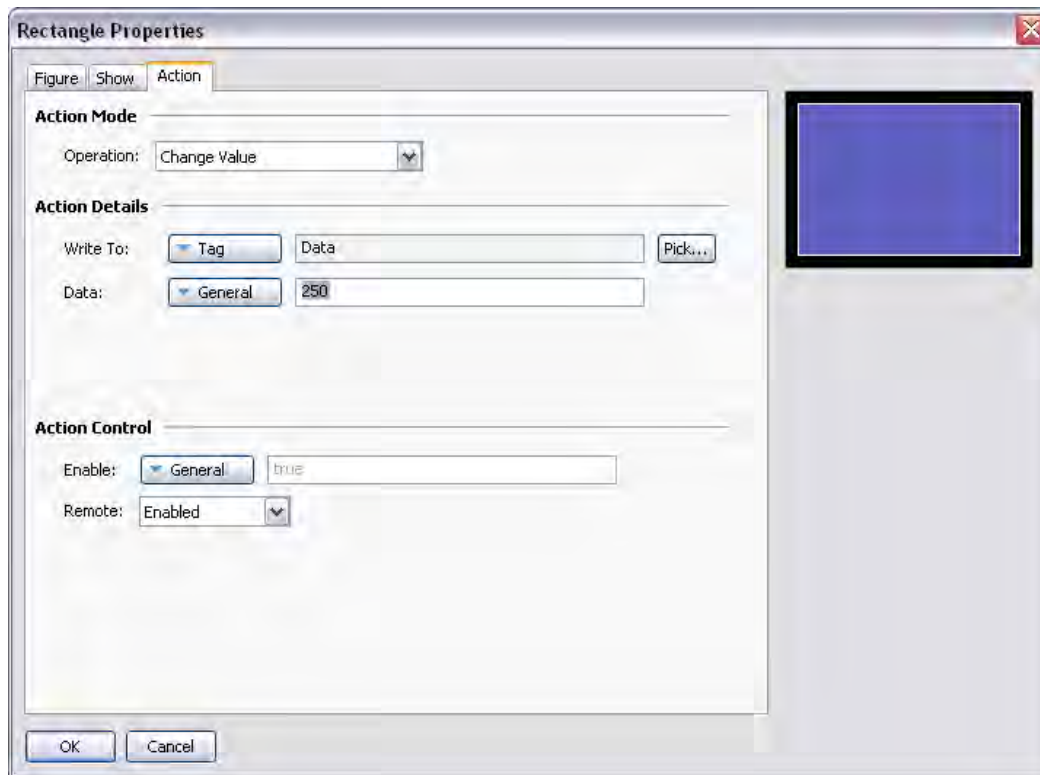 Rectangle Properties
Figure Show Action
Action Mode
Operation: Change Value
Action Details
Write To: Tag Data Pick...
Data: General 250
Action Control
Enable: General true
Remote: Enabled
OK Cancel